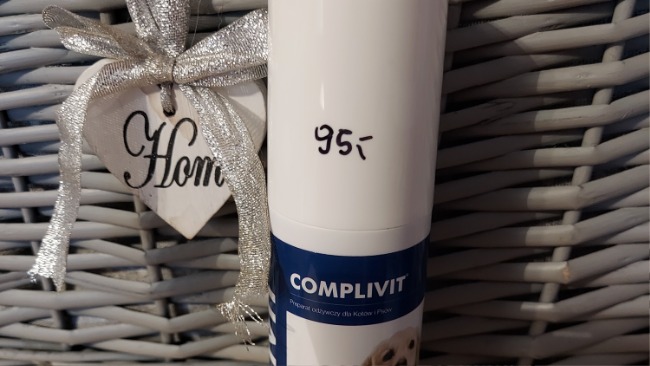 Hom
95,-
COMPLIVIT
Preparat odżywczy dla Kotów i Psów